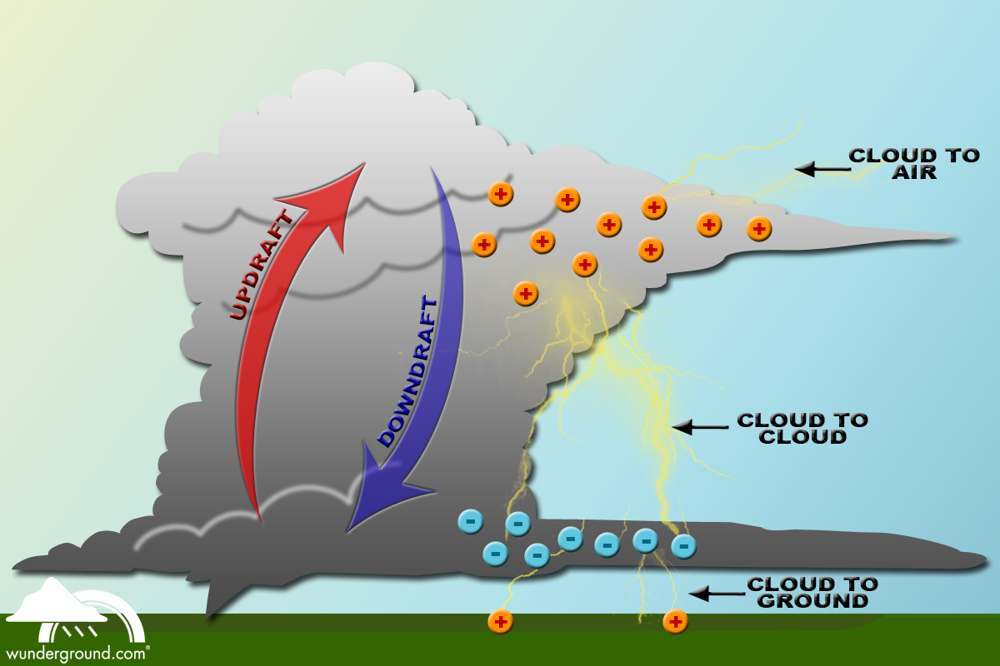 CLOUD TO
AIR
UPDRAFT
DOWNDRAFT
CLOUD TO
CLOUD
CLOUD TO
GROUND
wunderground.com®